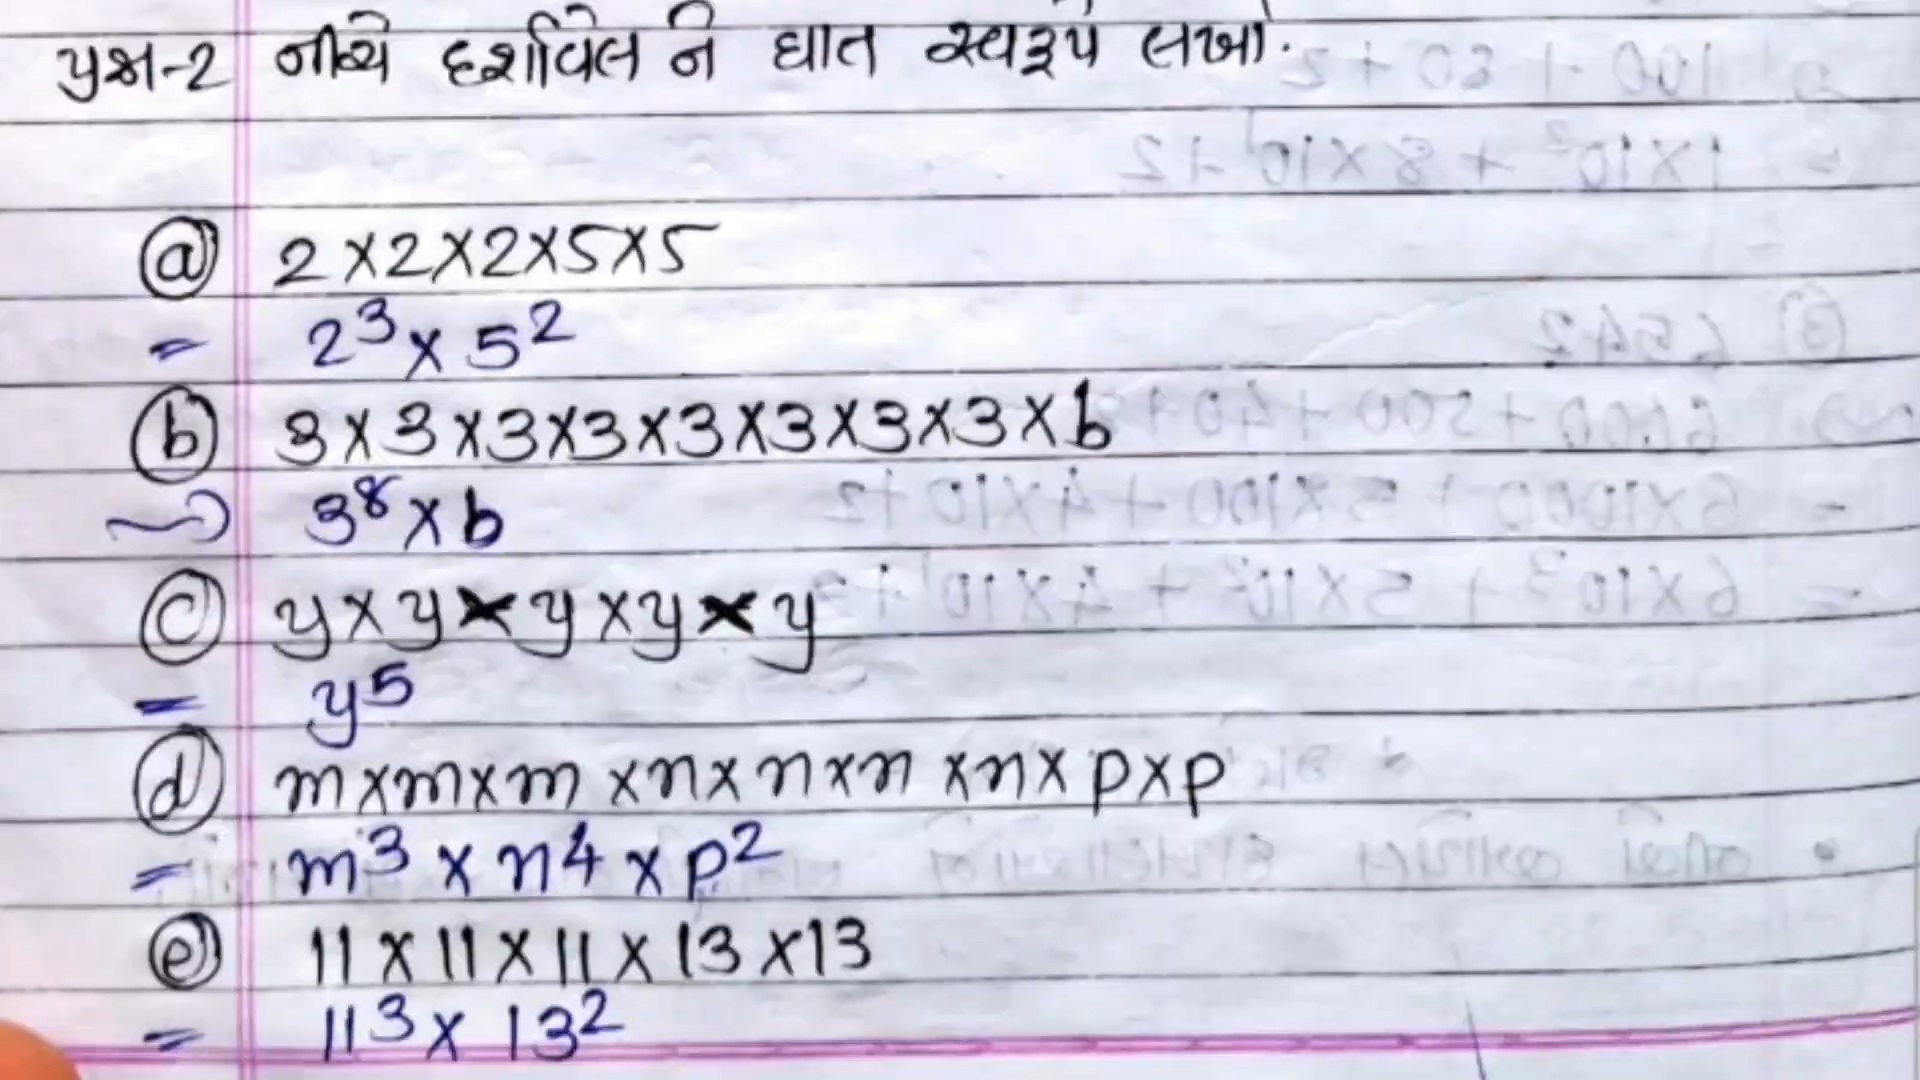 પ્રશ્ન-2 નીચે દર્શાવેલ ને ઘાત સ્વરૂપે લખો.
ⓐ 2×2×2×5×5
= 2³× 5²
ⓑ 3×3×3×3×3×3×3×3×b
→ 3⁸×b
ⓒ y×y×y×y×y
= y⁵
ⓓ m×m×m×n×n×n×n×p×p
= m³ × n⁴ × p²
ⓔ 11×11×11×13×13
= 11³× 13²